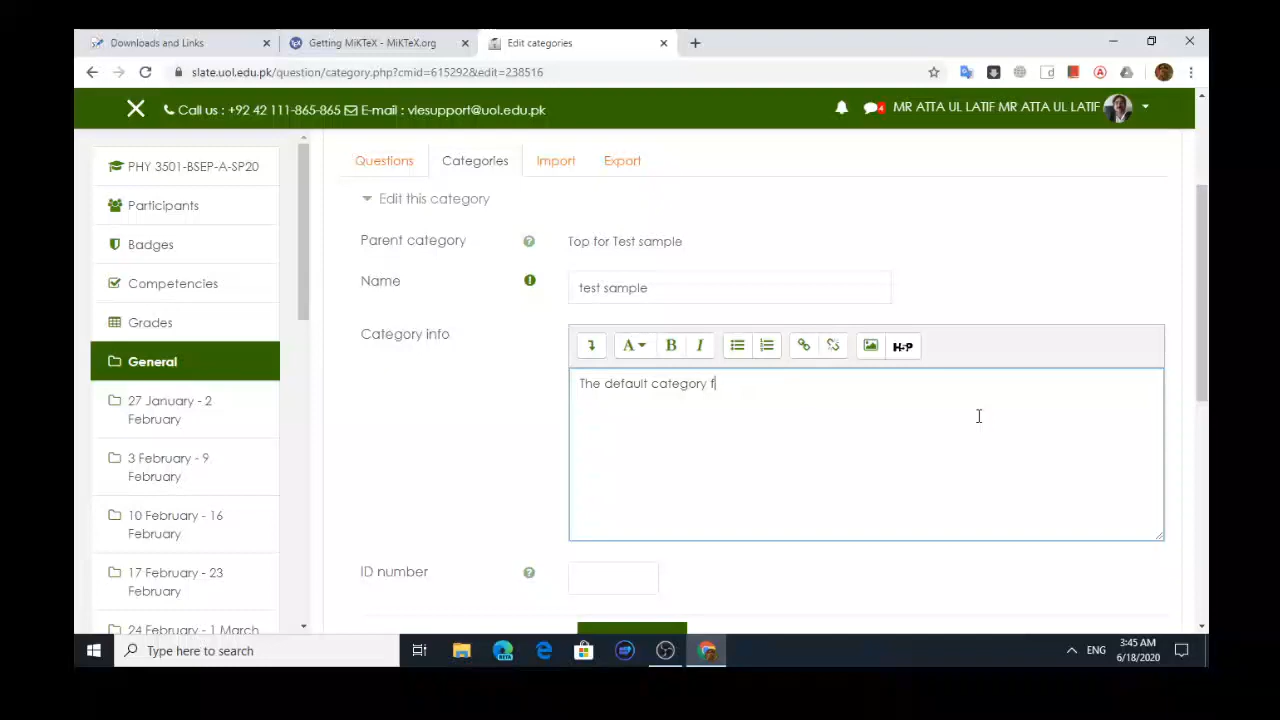 Downloads and Links
Getting MiKTeX - MiKTeX.org
Edit categories
slate.uol.edu.pk/question/category.php?cmid=615292&edit=238516
Call us : +92 42 111-865-865 E-mail : vlesupport@uol.edu.pk
4
MR ATTA UL LATIF MR ATTA UL LATIF
PHY 3501-BSEP-A-SP20
Participants
Badges
Competencies
Grades
General
27 January - 2
February
3 February - 9
February
10 February - 16
February
17 February - 23
February
24 February - 1 March
Questions
Categories
Import
Export
Edit this category
Parent category
Top for Test sample
Name
test sample
Category info
A
B
I
H-P
The default category f
ID number
Type here to search
ENG
3:45 AM
6/18/2020